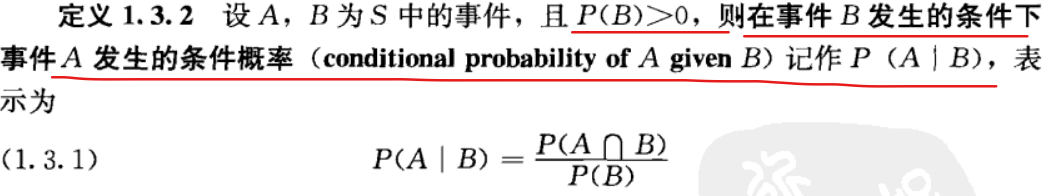 定义 1.3.2 设 A，B 为 S 中的事件，且 P(B)>0，则在事件 B 发生的条件下
事件 A 发生的条件概率（conditional probability of A given B）记作 P（A | B），表
示为
(1.3.1) P(A | B) = P(A ∩ B) / P(B)